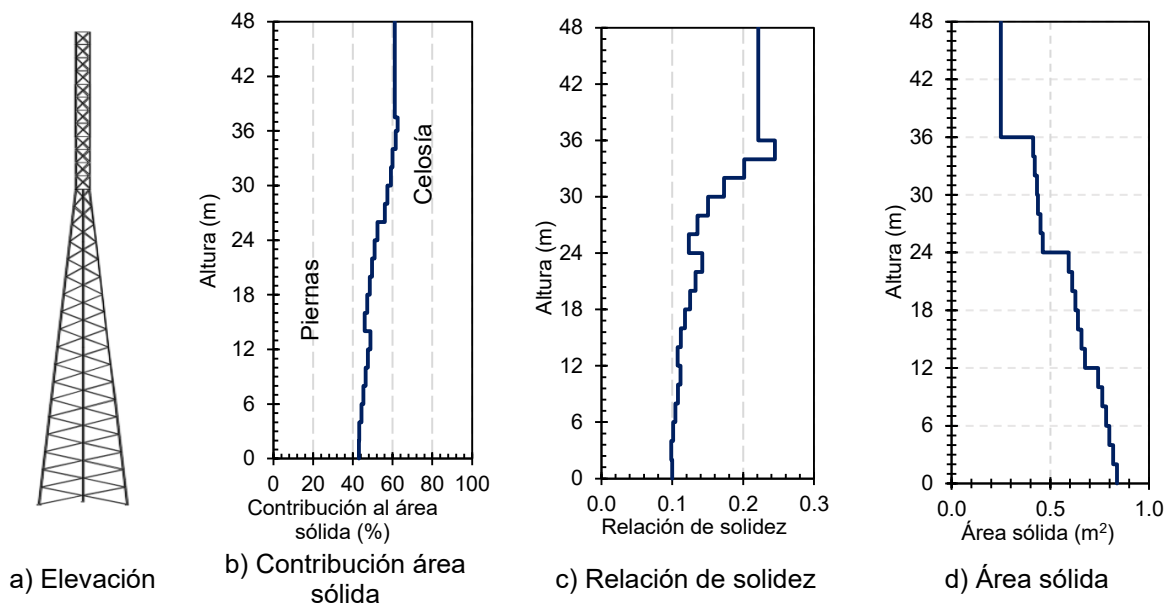 48
42
36
30
24
18
12
6
0
Altura (m)
Piernas
Celosía
0 20 40 60 80 100
Contribución al área
sólida (%)
48
42
36
30
24
18
12
6
0
Altura (m)
0.0 0.1 0.2 0.3
Relación de solidez
48
42
36
30
24
18
12
6
0
Altura (m)
0.0 0.5 1.0
Área sólida (m²)
a) Elevación
b) Contribución área
sólida
c) Relación de solidez
d) Área sólida